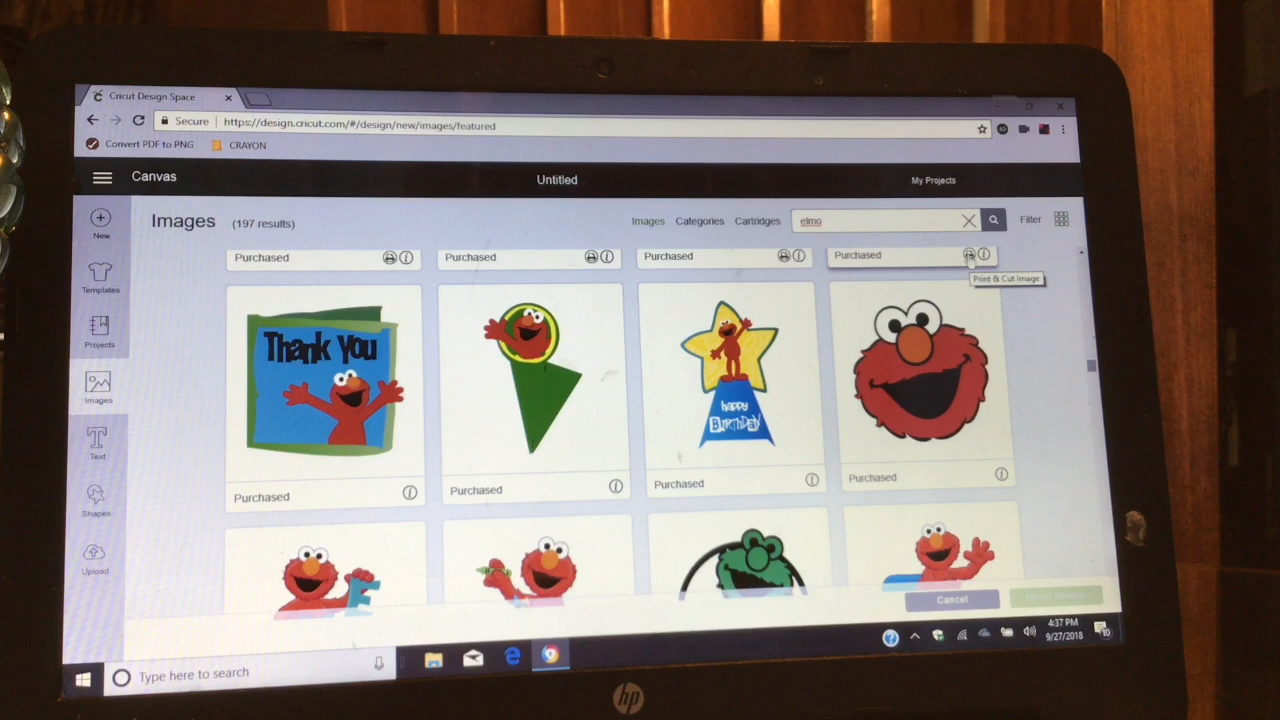 Cricut Design Space
Secure https://design.cricut.com/#/design/new/images/featured
Convert PDF to PNG CRAYON
Canvas Untitled My Projects
New
Templates
Projects
Images
Text
Shapes
Upload
Images (197 results) Images Categories Cartridges elmo Filter
Purchased Purchased Purchased Purchased
Print & Cut Image
Thank You
happy
BIRTHDAY
Purchased Purchased Purchased Purchased
Cancel
Type here to search
4:37 PM
9/27/2018
10
hp